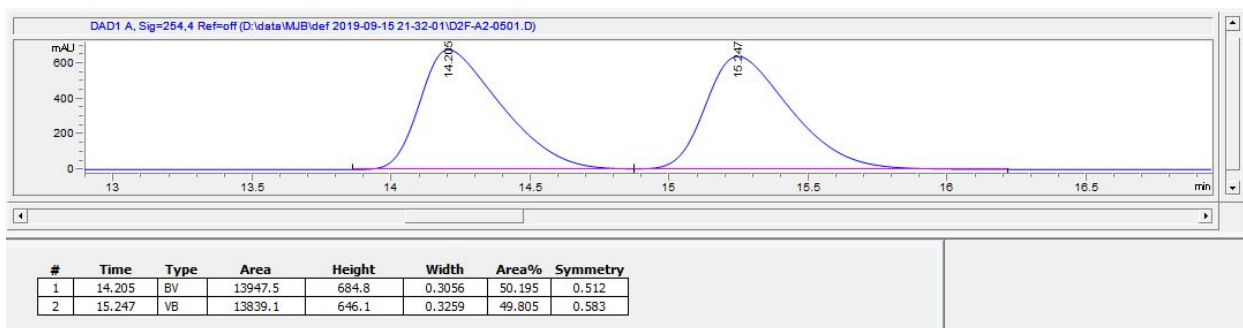 DAD1 A, Sig=254,4 Ref=off (D:\data\MJB\def 2019-09-15 21-32-01\D2F-A2-0501.D)
mAU
600
400
200
0
14.205
15.247
13 13.5 14 14.5 15 15.5 16 16.5 min
# Time Type Area Height Width Area% Symmetry
1 14.205 BV 13947.5 684.8 0.3056 50.195 0.512
2 15.247 VB 13839.1 646.1 0.3259 49.805 0.583